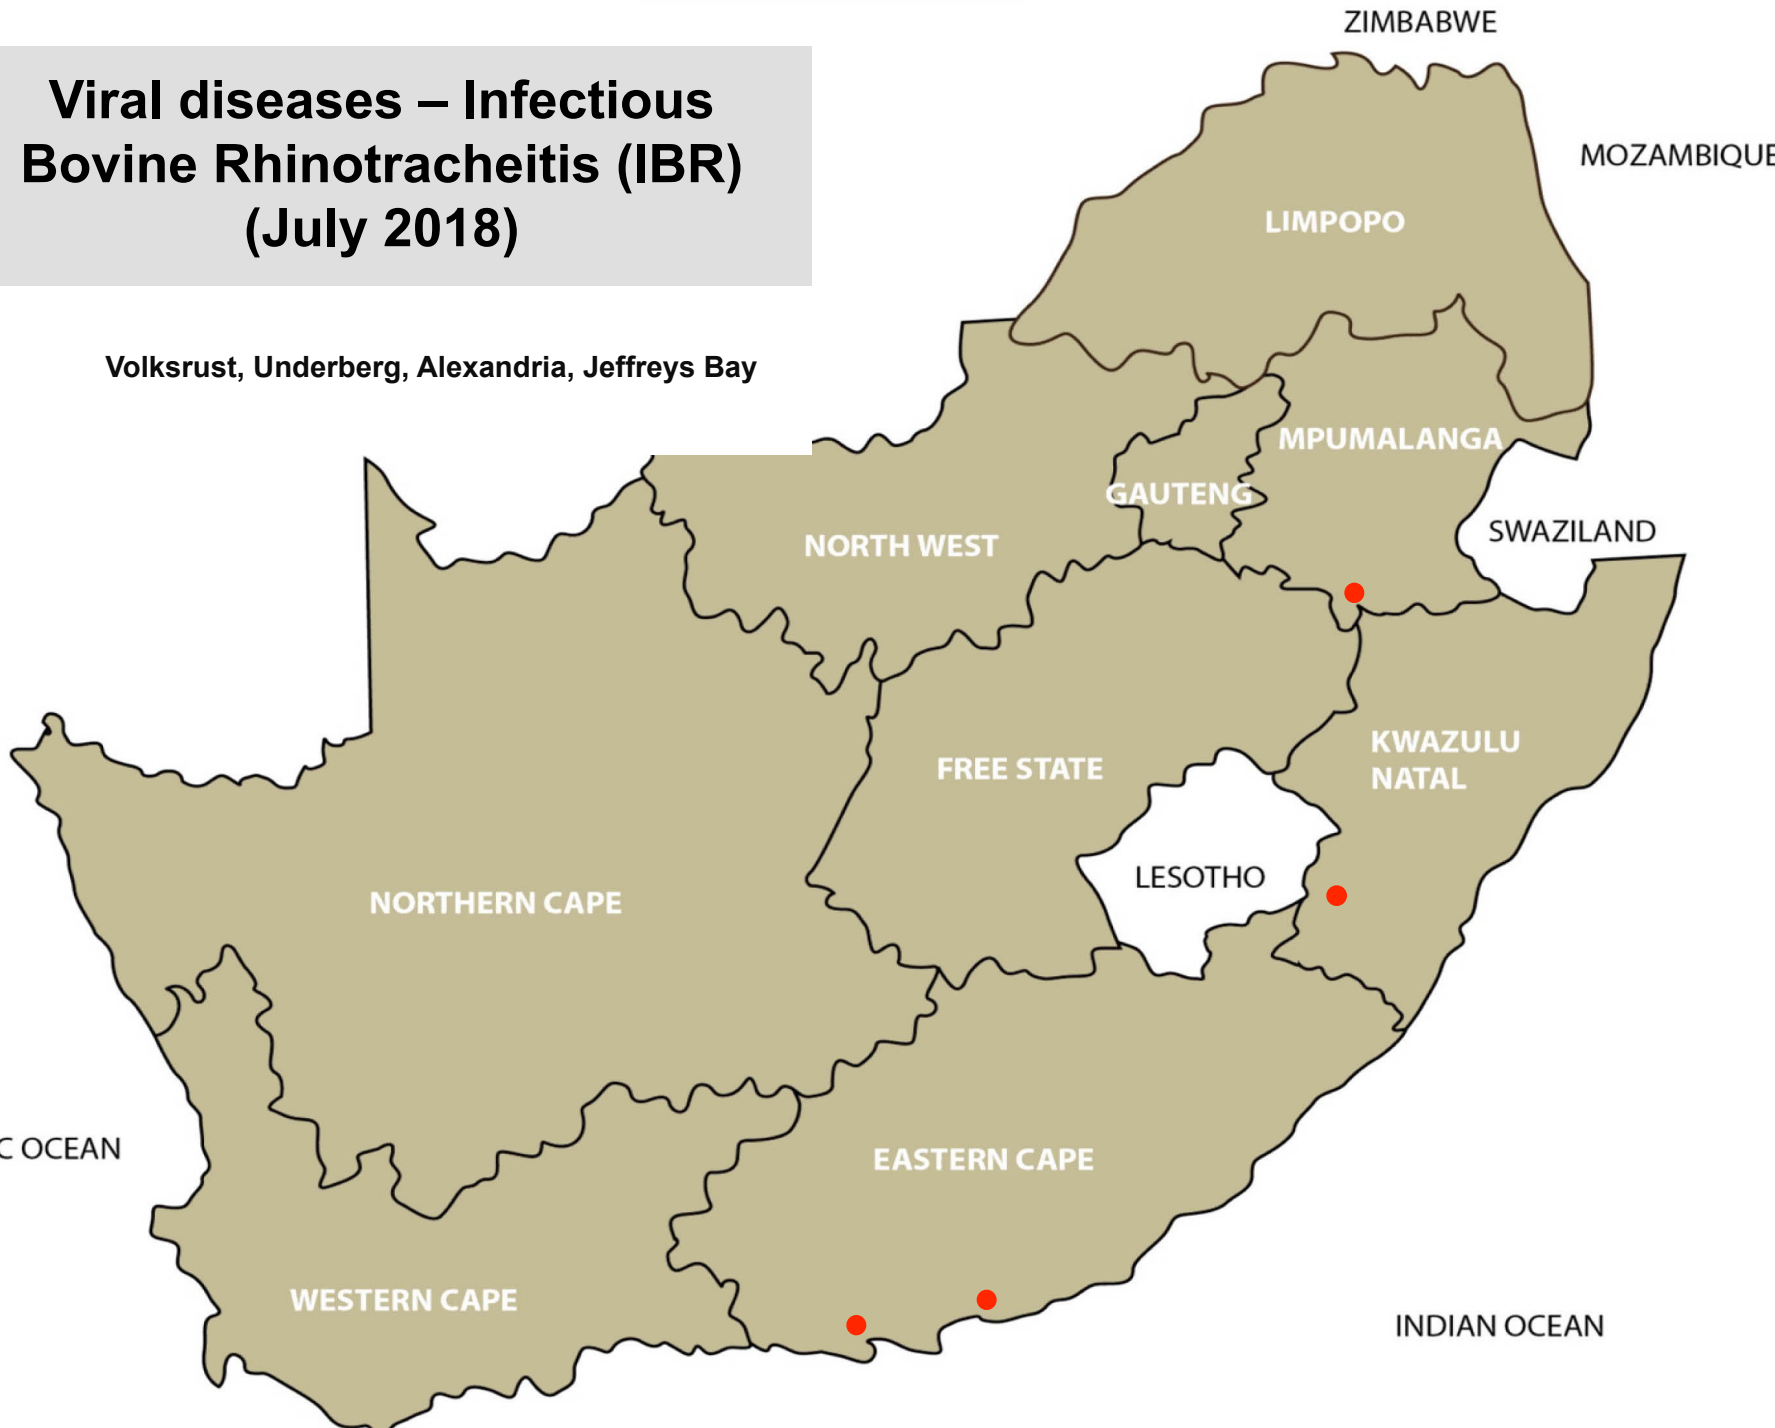 Viral diseases – Infectious
Bovine Rhinotracheitis (IBR)
(July 2018)
Volksrust, Underberg, Alexandria, Jeffreys Bay
ZIMBABWE
MOZAMBIQUE
LIMPOPO
MPUMALANGA
GAUTENG
SWAZILAND
NORTH WEST
KWAZULU
NATAL
FREE STATE
LESOTHO
NORTHERN CAPE
C OCEAN
EASTERN CAPE
WESTERN CAPE
INDIAN OCEAN